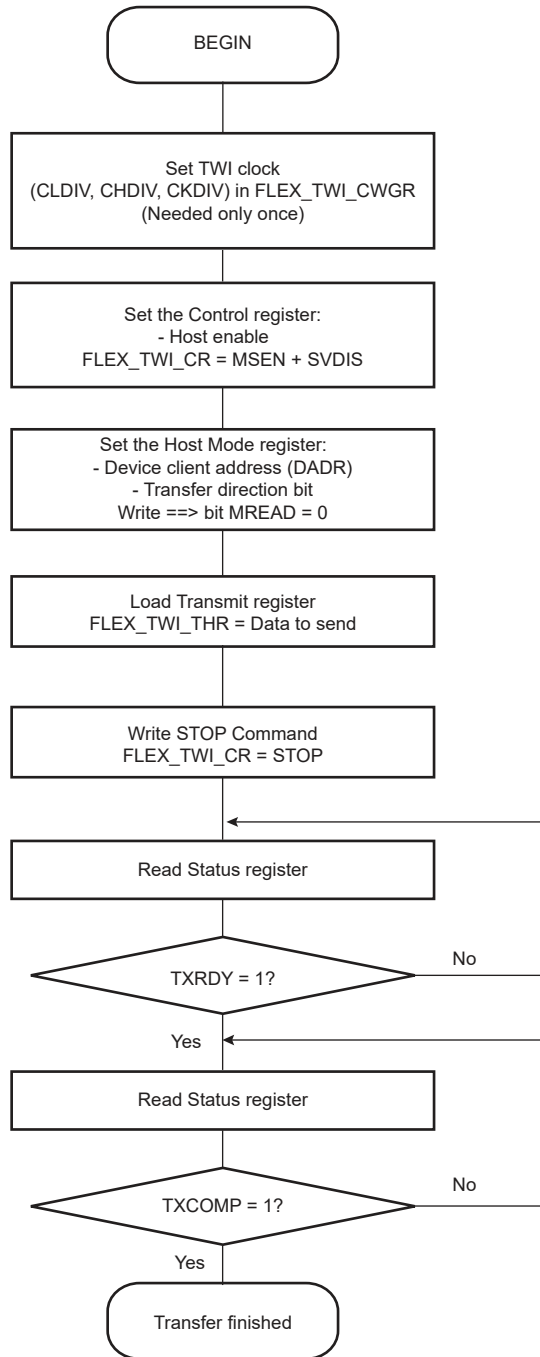 BEGIN
Set TWI clock
(CLDIV, CHDIV, CKDIV) in FLEX_TWI_CWGR
(Needed only once)
Set the Control register:
- Host enable
FLEX_TWI_CR = MSEN + SVDIS
Set the Host Mode register:
- Device client address (DADR)
- Transfer direction bit
Write ==> bit MREAD = 0
Load Transmit register
FLEX_TWI_THR = Data to send
Write STOP Command
FLEX_TWI_CR = STOP
Read Status register
TXRDY = 1?
No
Yes
Read Status register
TXCOMP = 1?
No
Yes
Transfer finished